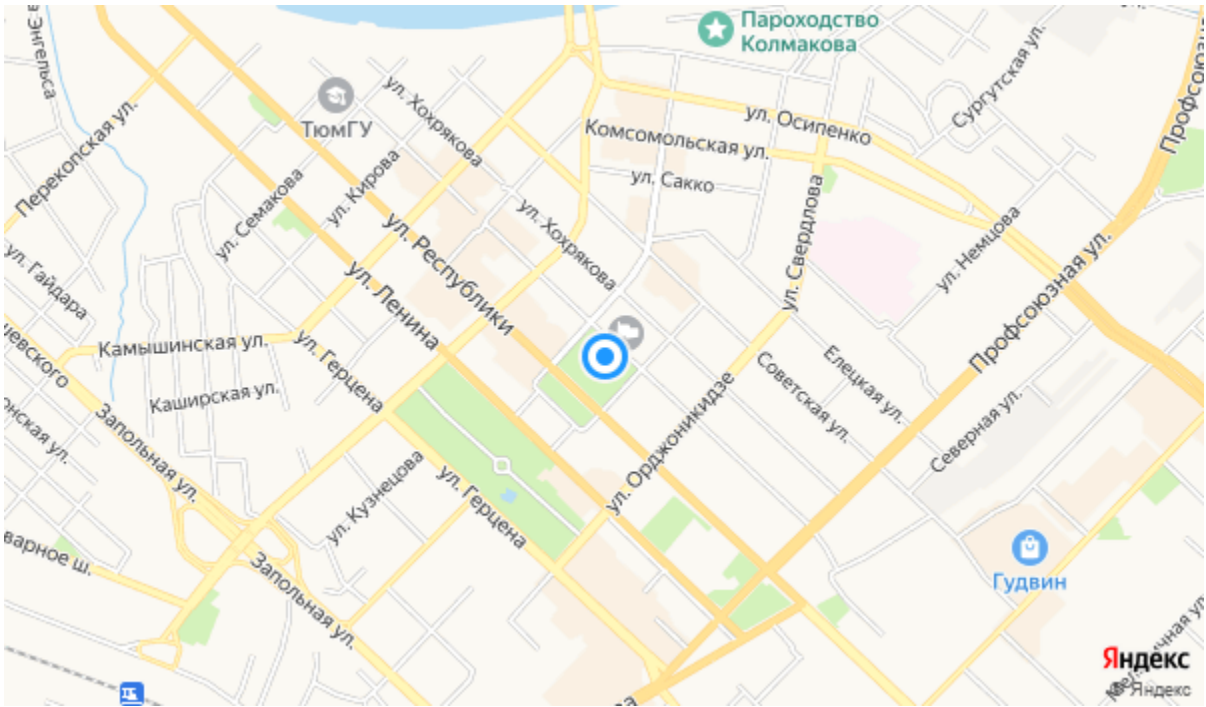 Энгельса
Пароходство
Колмакова
Сургутская ул.
Профсоюзн
ТюмГУ
ул. Хохрякова
ул. Осипенко
Комсомольская ул.
Перекопская ул.
ул. Кирова
ул. Сакко
ул. Семакова
ул. Хохрякова
ул. Свердлова
ул. Немцова
ул. Республики
ул. Гайдара
ул. Ленина
Профсоюзная ул.
Камышинская ул.
ул. Герцена
Каширская ул.
Советская ул.
Елецкая ул.
Северная ул.
Запольная ул.
ул. Орджоникидзе
ул. Кузнецова
ул. Герцена
Гудвин
Запольная ул.
Яндекс
© Яндекс